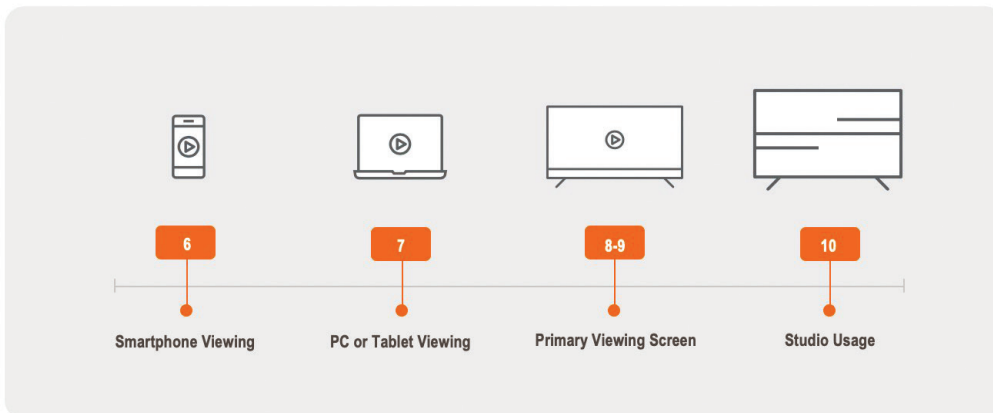 6
7
8-9
10
Smartphone Viewing
PC or Tablet Viewing
Primary Viewing Screen
Studio Usage